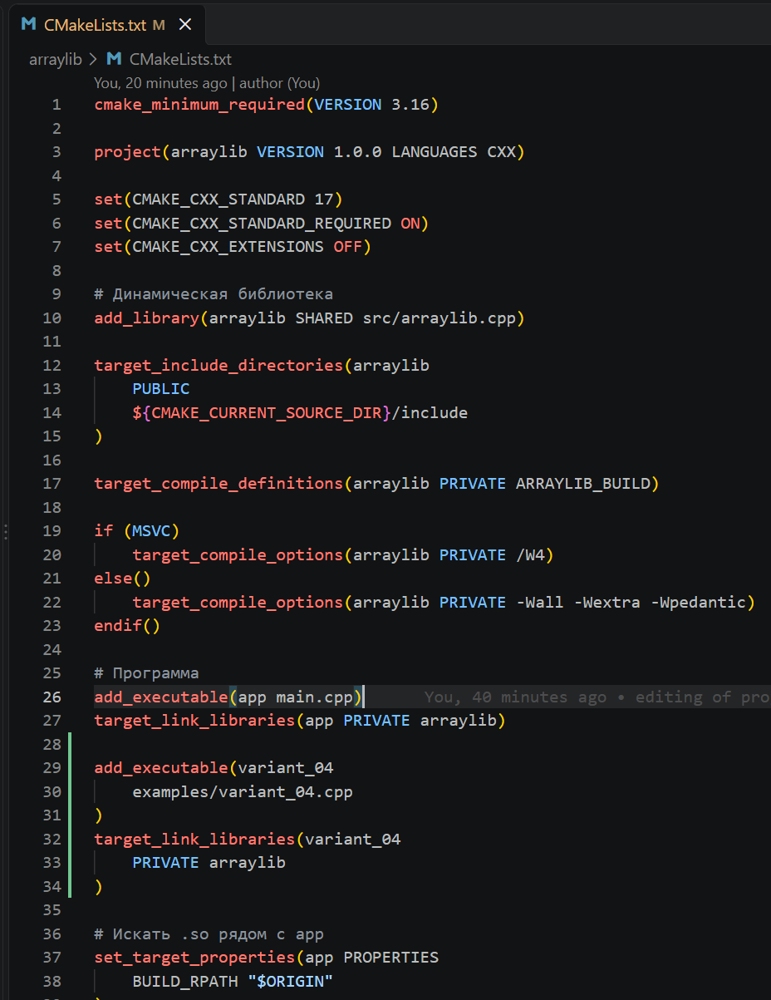 CMakeLists.txt M
arraylib > CMakeLists.txt
You, 20 minutes ago | author (You)
1 cmake_minimum_required(VERSION 3.16)
2
3 project(arraylib VERSION 1.0.0 LANGUAGES CXX)
4
5 set(CMAKE_CXX_STANDARD 17)
6 set(CMAKE_CXX_STANDARD_REQUIRED ON)
7 set(CMAKE_CXX_EXTENSIONS OFF)
8
9 # Динамическая библиотека
10 add_library(arraylib SHARED src/arraylib.cpp)
11
12 target_include_directories(arraylib
13     PUBLIC
14     ${CMAKE_CURRENT_SOURCE_DIR}/include
15 )
16
17 target_compile_definitions(arraylib PRIVATE ARRAYLIB_BUILD)
18
19 if (MSVC)
20     target_compile_options(arraylib PRIVATE /W4)
21 else()
22     target_compile_options(arraylib PRIVATE -Wall -Wextra -Wpedantic)
23 endif()
24
25 # Программа
26 add_executable(app main.cpp) You, 40 minutes ago • editing of pro
27 target_link_libraries(app PRIVATE arraylib)
28
29 add_executable(variant_04
30     examples/variant_04.cpp
31 )
32 target_link_libraries(variant_04
33     PRIVATE arraylib
34 )
35
36 # Искать .so рядом с app
37 set_target_properties(app PROPERTIES
38     BUILD_RPATH "$ORIGIN"